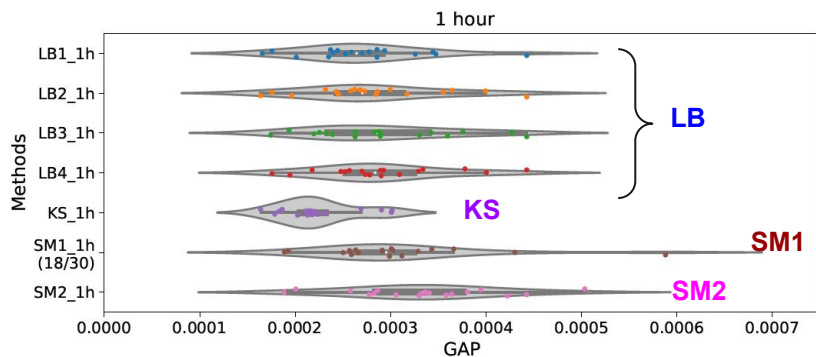 1 hour
Methods
LB1_1h
LB2_1h
LB3_1h
LB4_1h
KS_1h
SM1_1h
(18/30)
SM2_1h
LB
KS
SM1
SM2
0.0000 0.0001 0.0002 0.0003 0.0004 0.0005 0.0006 0.0007
GAP